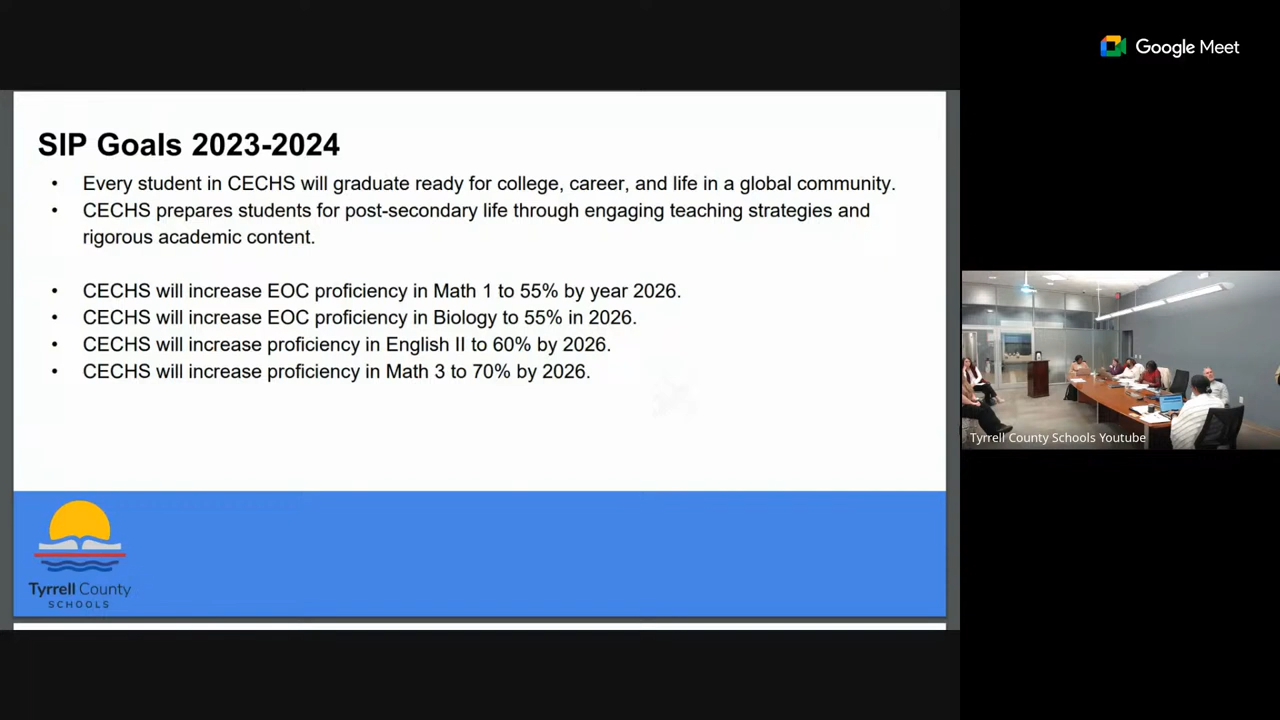 Google Meet
SIP Goals 2023-2024
• Every student in CECHS will graduate ready for college, career, and life in a global community.
• CECHS prepares students for post-secondary life through engaging teaching strategies and
rigorous academic content.
• CECHS will increase EOC proficiency in Math 1 to 55% by year 2026.
• CECHS will increase EOC proficiency in Biology to 55% in 2026.
• CECHS will increase proficiency in English II to 60% by 2026.
• CECHS will increase proficiency in Math 3 to 70% by 2026.
Tyrrell County Schools Youtube
Tyrrell County
SCHOOLS